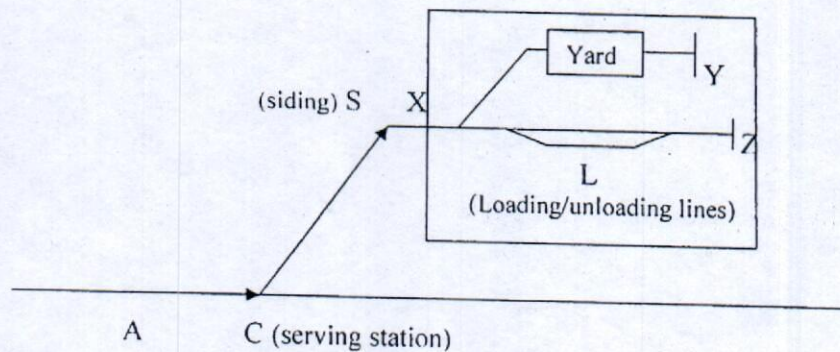 Yard
Y
(siding) S
X
Z
L
(Loading/unloading lines)
A
C (serving station)